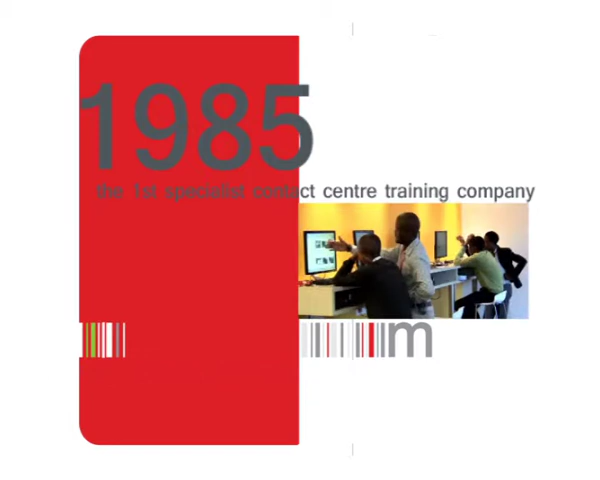 1985
the 1st specialist contact centre training company
m